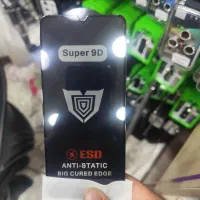 Super 9D
ESD
ANTI-STATIC
BIG CURED EDGE